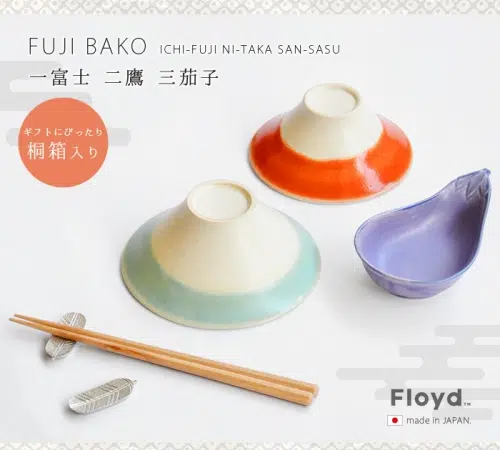 FUJI BAKO ICHI-FUJI NI-TAKA SAN-SASU
一富士 二鷹 三茄子
ギフトにぴったり
桐箱入り
Floyd™
made in JAPAN.